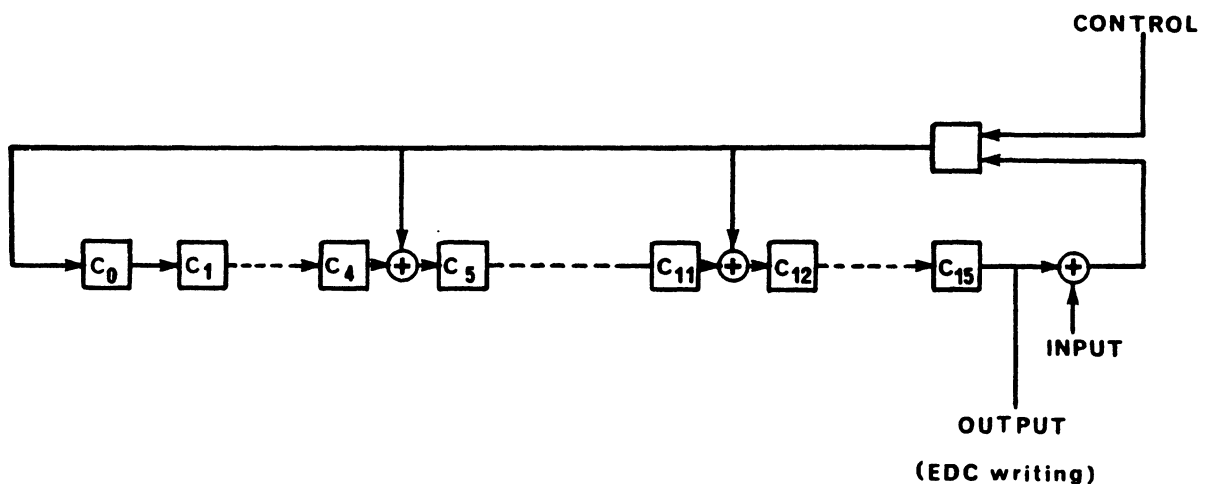 CONTROL
C0 C1 C4 C5 C11 C12 C15
INPUT
OUTPUT
(EDC writing)